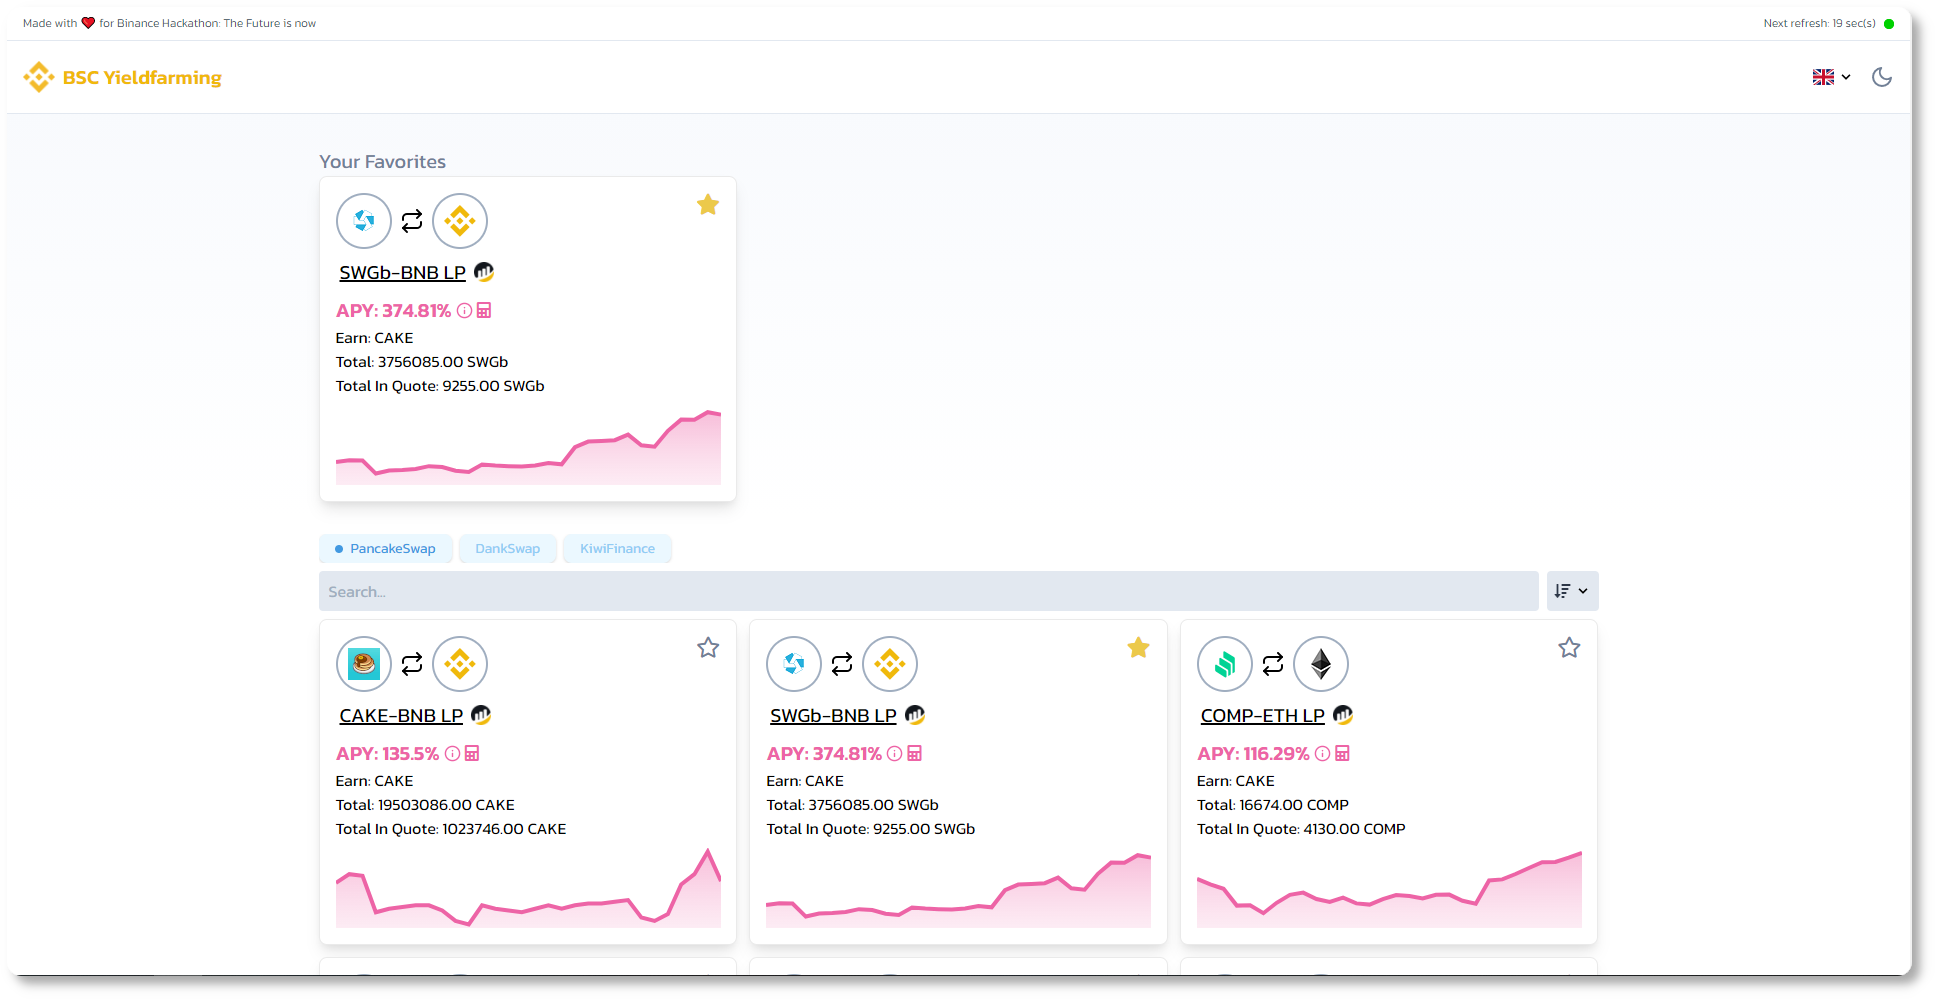 Made with ❤ for Binance Hackathon: The Future is now
Next refresh: 19 sec(s)
BSC Yieldfarming
Your Favorites
SWGb-BNB LP
APY: 374.81%
Earn: CAKE
Total: 3756085.00 SWGb
Total In Quote: 9255.00 SWGb
PancakeSwap
DankSwap
KiwiFinance
Search...
CAKE-BNB LP
APY: 135.5%
Earn: CAKE
Total: 19503086.00 CAKE
Total In Quote: 1023746.00 CAKE
SWGb-BNB LP
APY: 374.81%
Earn: CAKE
Total: 3756085.00 SWGb
Total In Quote: 9255.00 SWGb
COMP-ETH LP
APY: 116.29%
Earn: CAKE
Total: 16674.00 COMP
Total In Quote: 4130.00 COMP